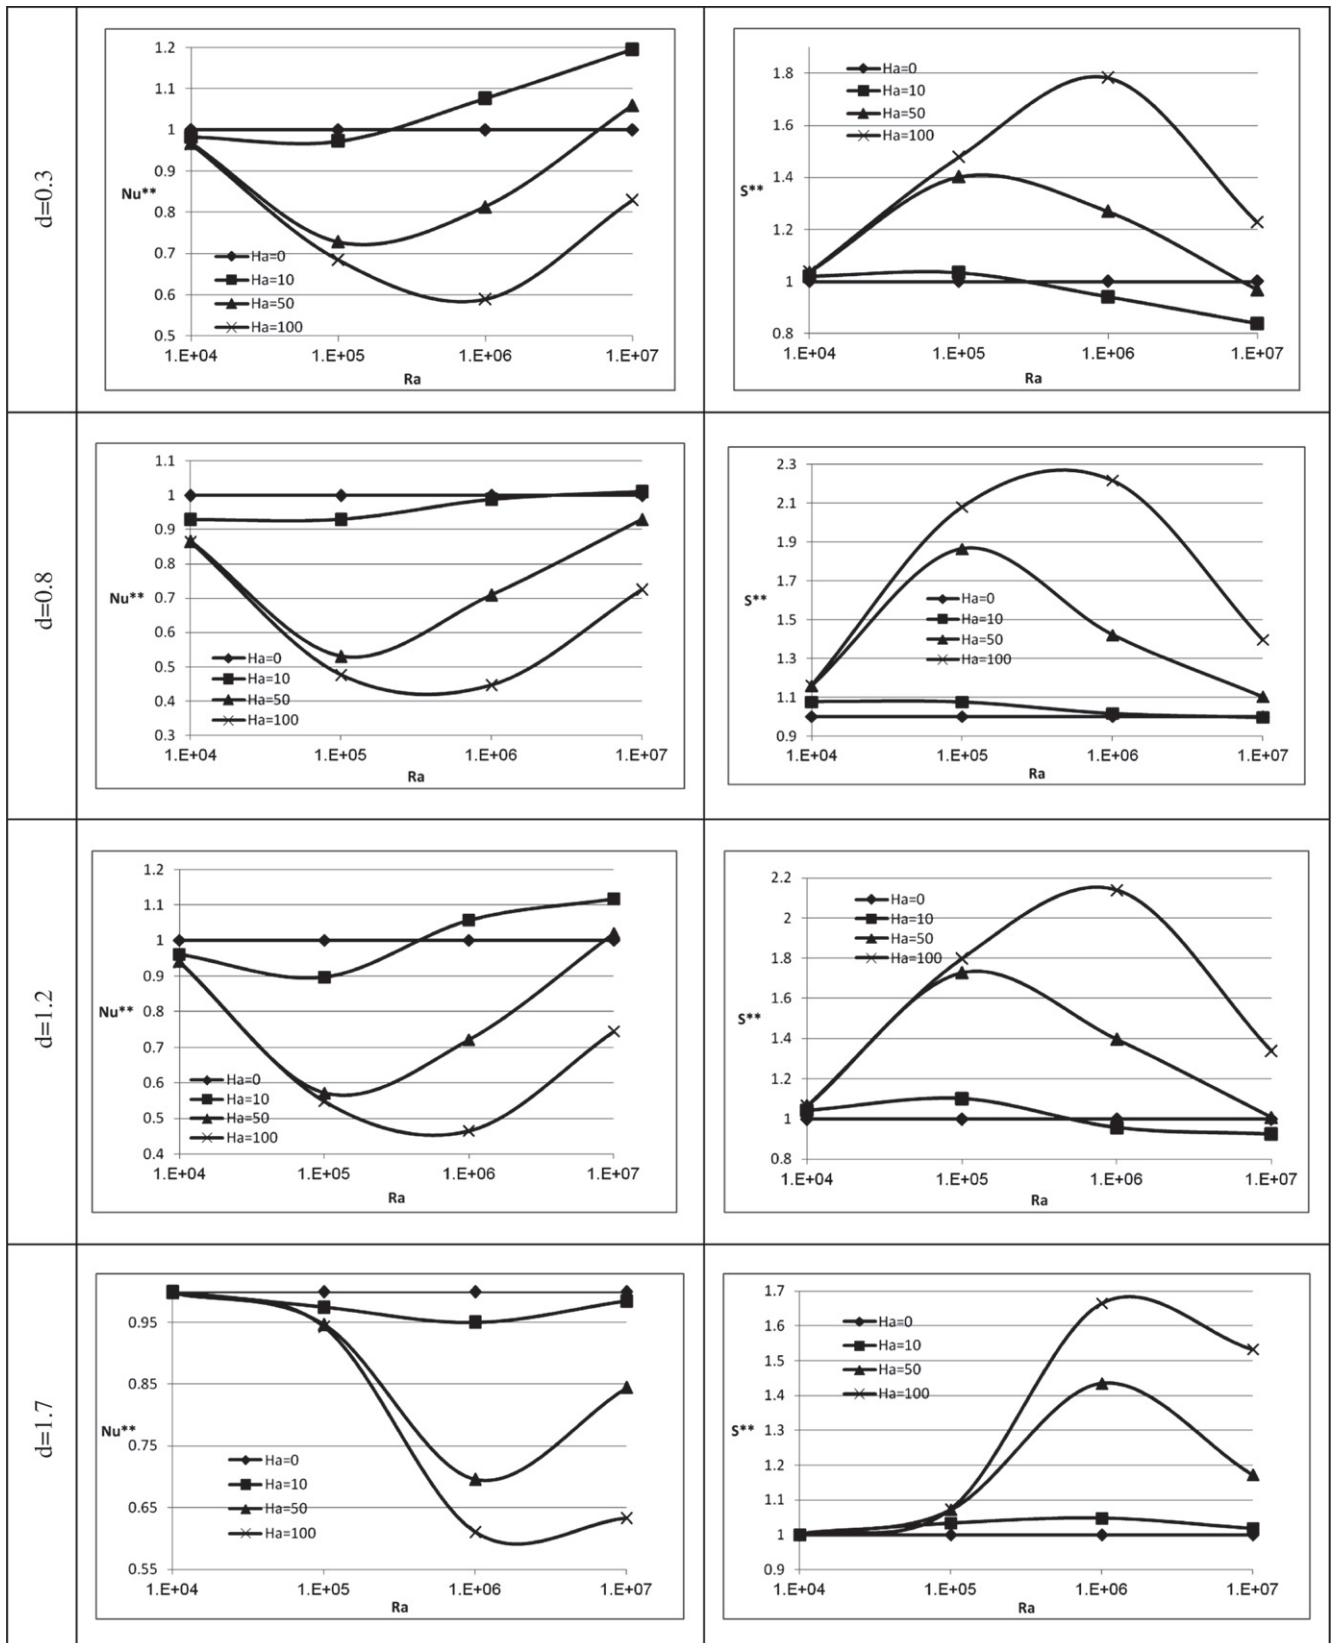 d=0.3
1.2
1.1
1
0.9
Nu**
0.8
0.7
0.6
0.5
Ha=0
Ha=10
Ha=50
Ha=100
1.E+04 1.E+05 1.E+06 1.E+07
Ra
1.8
1.6
1.4
S**
1.2
1
0.8
Ha=0
Ha=10
Ha=50
Ha=100
1.E+04 1.E+05 1.E+06 1.E+07
Ra
d=0.8
1.1
1
0.9
0.8
Nu**
0.7
0.6
0.5
0.4
0.3
Ha=0
Ha=10
Ha=50
Ha=100
1.E+04 1.E+05 1.E+06 1.E+07
Ra
2.3
2.1
1.9
1.7
S**
1.5
1.3
1.1
0.9
Ha=0
Ha=10
Ha=50
Ha=100
1.E+04 1.E+05 1.E+06 1.E+07
Ra
d=1.2
1.2
1.1
1
0.9
Nu**
0.8
0.7
0.6
0.5
0.4
Ha=0
Ha=10
Ha=50
Ha=100
1.E+04 1.E+05 1.E+06 1.E+07
Ra
2.2
2
1.8
1.6
S**
1.4
1.2
1
0.8
Ha=0
Ha=10
Ha=50
Ha=100
1.E+04 1.E+05 1.E+06 1.E+07
Ra
d=1.7
0.95
0.85
Nu**
0.75
0.65
0.55
Ha=0
Ha=10
Ha=50
Ha=100
1.E+04 1.E+05 1.E+06 1.E+07
Ra
1.7
1.6
1.5
1.4
S**
1.3
1.2
1.1
1
0.9
Ha=0
Ha=10
Ha=50
Ha=100
1.E+04 1.E+05 1.E+06 1.E+07
Ra